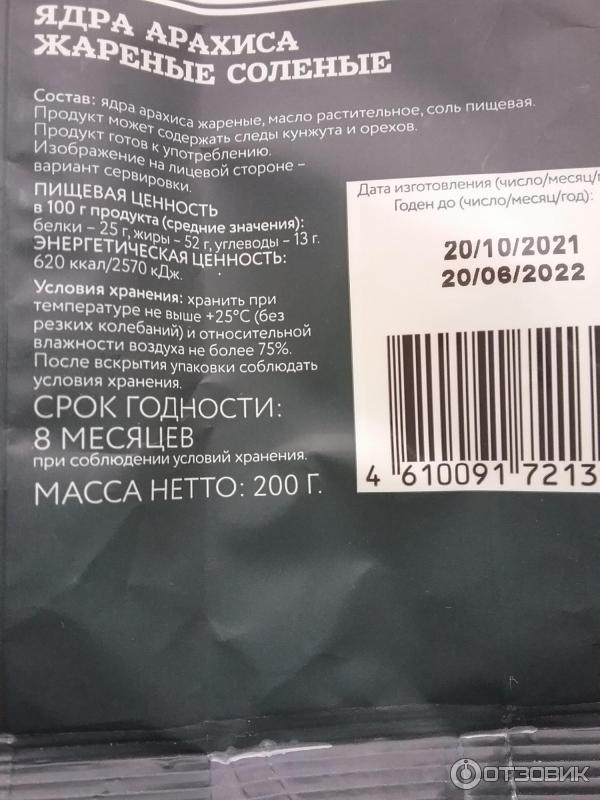 ЯДРА АРАХИСА
ЖАРЕНЫЕ СОЛЕНЫЕ
Состав: ядра арахиса жареные, масло растительное, соль пищевая.
Продукт может содержать следы кунжута и орехов.
Продукт готов к употреблению.
Изображение на лицевой стороне –
вариант сервировки.
ПИЩЕВАЯ ЦЕННОСТЬ
в 100 г продукта (средние значения):
белки – 25 г, жиры – 52 г, углеводы – 13 г.
ЭНЕРГЕТИЧЕСКАЯ ЦЕННОСТЬ:
620 ккал/2570 кДж.
Условия хранения: хранить при
температуре не выше +25°С (без
резких колебаний) и относительной
влажности воздуха не более 75%.
После вскрытия упаковки соблюдать
условия хранения.
СРОК ГОДНОСТИ:
8 МЕСЯЦЕВ
при соблюдении условий хранения.
МАССА НЕТТО: 200 Г.
Дата изготовления (число/месяц/
Годен до (число/месяц/год):
20/10/2021
20/06/2022
4 610091 7213
ОТЗОВИК